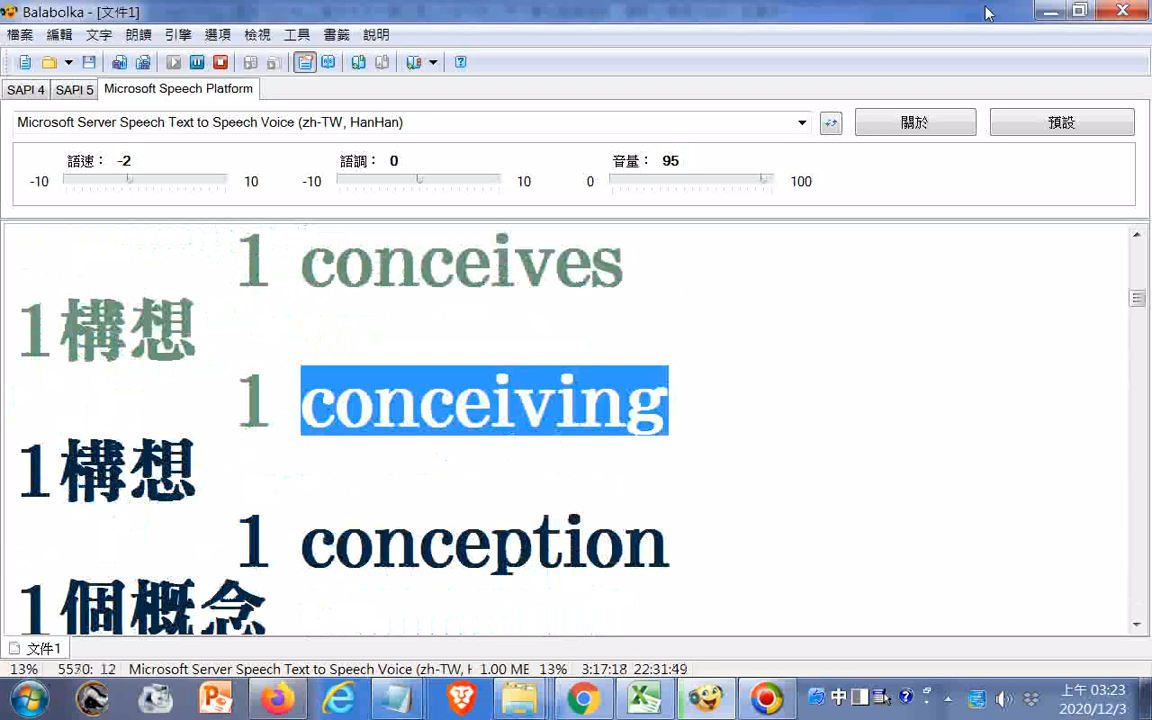 Balabolka - [文件1]
檔案 編輯 文字 朗讀 引擎 選項 檢視 工具 書籤 說明
SAPI 4 SAPI 5 Microsoft Speech Platform
Microsoft Server Speech Text to Speech Voice (zh-TW, HanHan) 關於 預設
語速： -2 語調： 0 音量： 95
-10 10 -10 10 0 100
1 conceives
1構想
1 conceiving
1構想
1 conception
1個概念
文件1
13% 5570: 12 Microsoft Server Speech Text to Speech Voice (zh-TW, 1.00 ME 13% 3:17:18 22:31:49
中 上午 03:23
2020/12/3